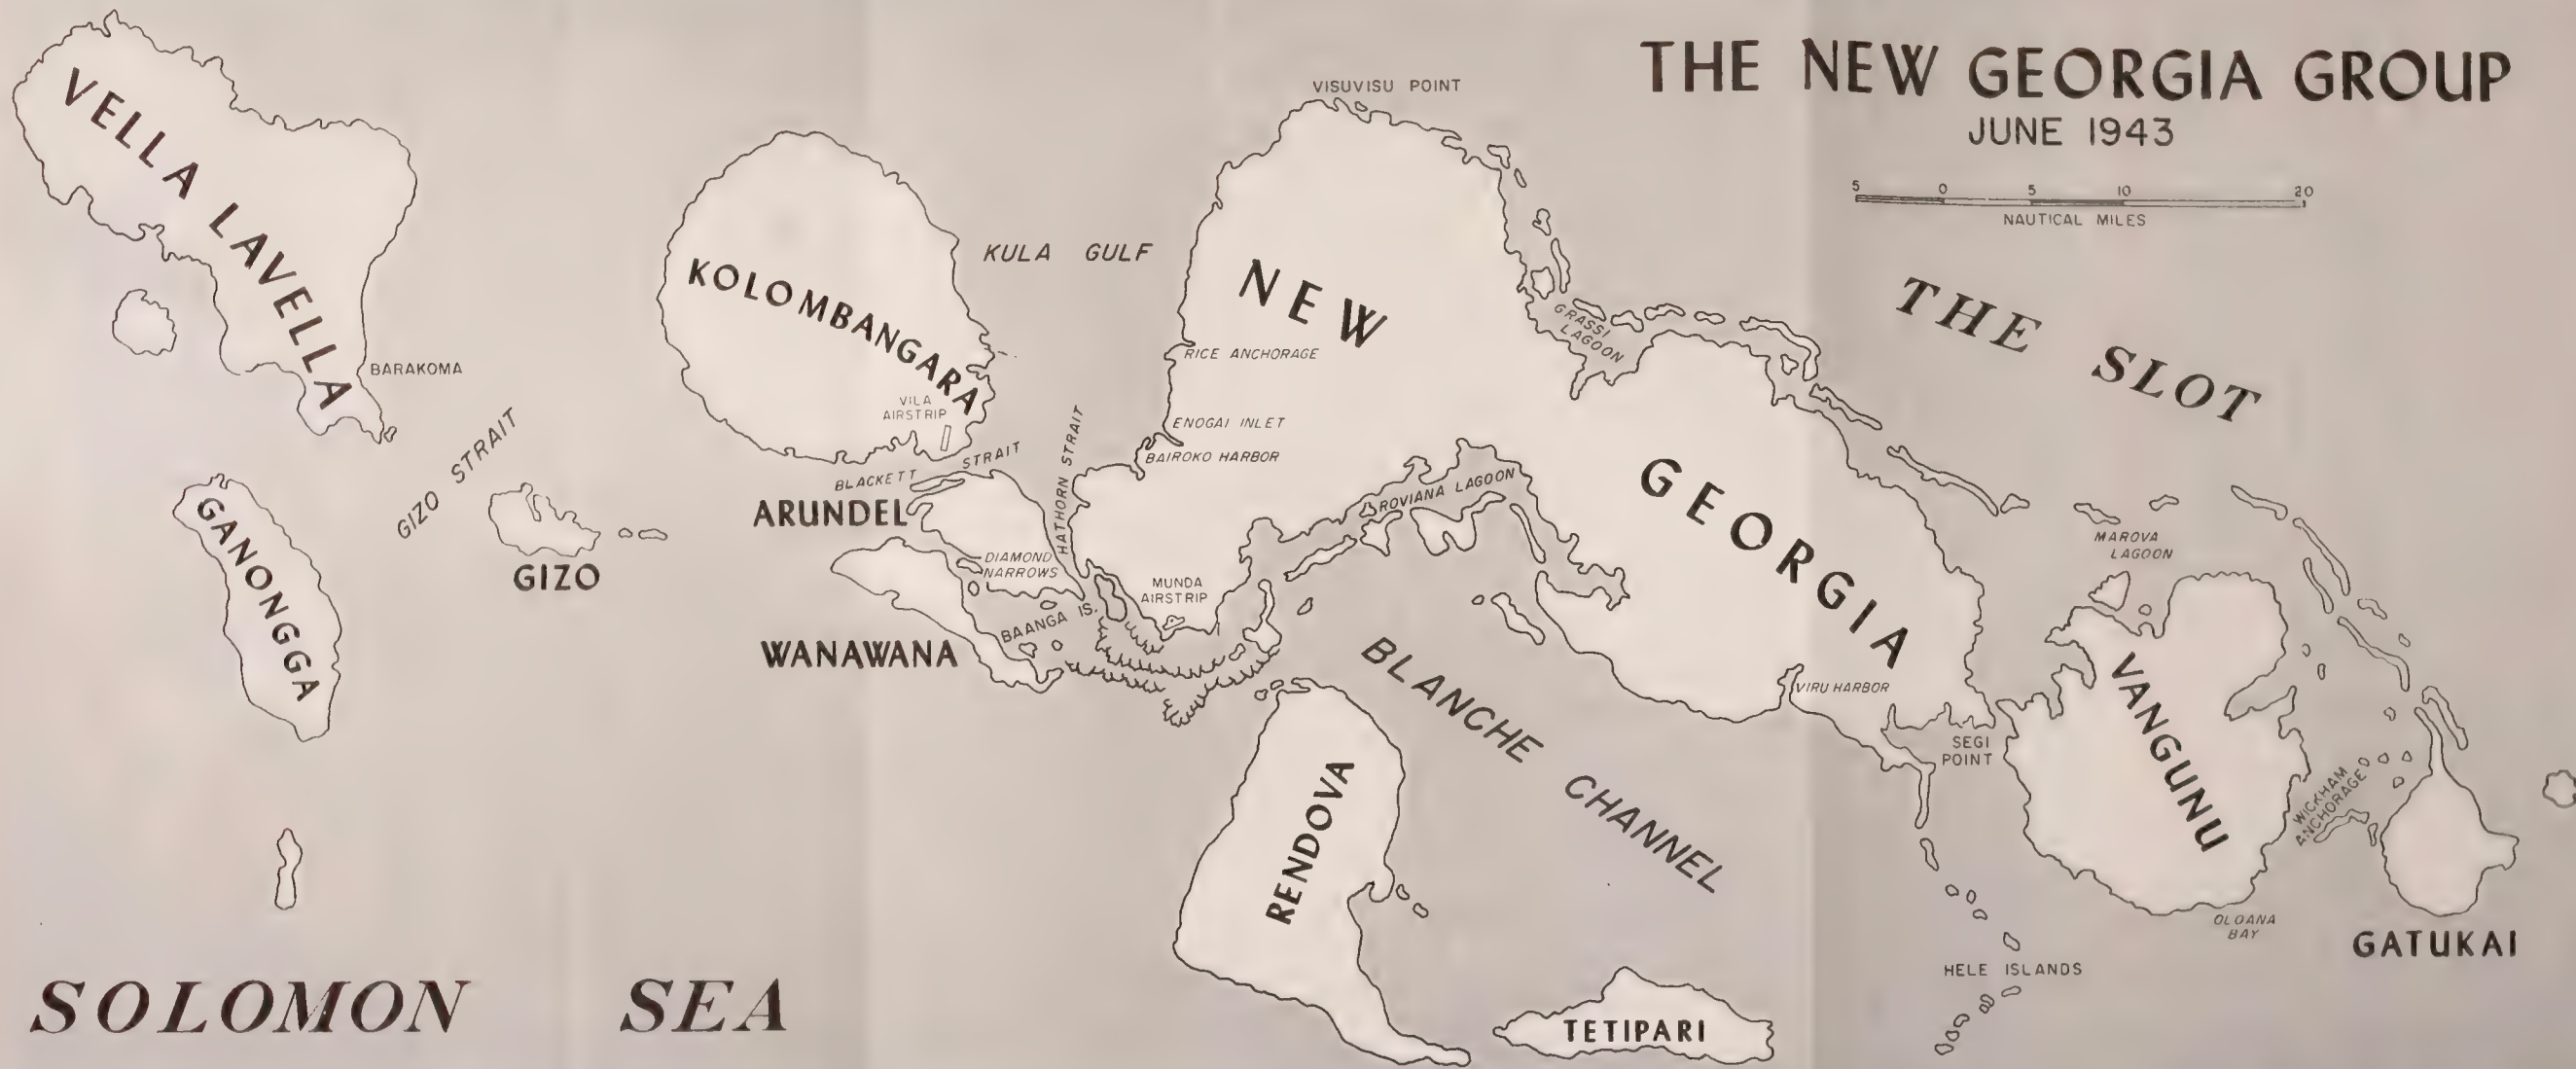 THE NEW GEORGIA GROUP
JUNE 1943
5 0 5 10 20
NAUTICAL MILES
VISUVISU POINT
VELLA LAVELLA
KOLOMBANGARA
KULA GULF
NEW
GEORGIA
THE SLOT
GRASSI
LAGOON
RICE ANCHORAGE
BARAKOMA
VILA
AIRSTRIP
ENOGAI INLET
BAIROKO HARBOR
GIZO STRAIT
BLACKETT STRAIT
HATHORN STRAIT
ROVIANA LAGOON
GANONGGA
ARUNDEL
MAROVA
LAGOON
DIAMOND
NARROWS
GIZO
MUNDA
AIRSTRIP
BAANGA IS.
WANAWANA
BLANCHE CHANNEL
VIRU HARBOR
VANGUNU
SEGI
POINT
RENDOVA
WICKHAM
ANCHORAGE
OLOANA
BAY
GATUKAI
HELE ISLANDS
SOLOMON SEA
TETIPARI